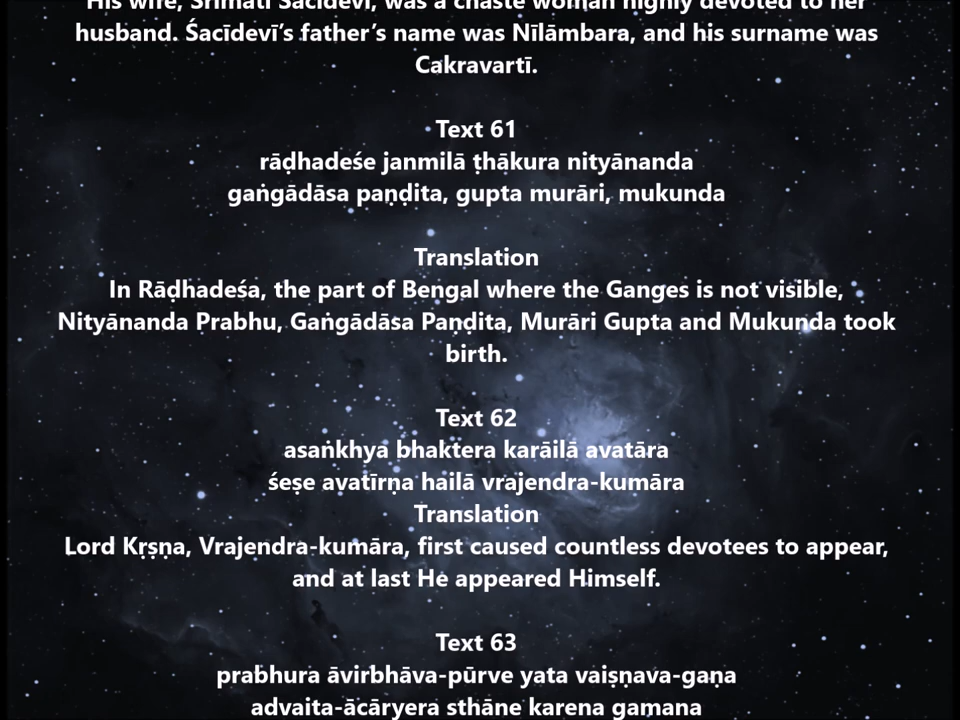 His wife, Śrīmatī Śacīdevī, was a chaste woman highly devoted to her
husband. Śacīdevī’s father’s name was Nīlāmbara, and his surname was
Cakravartī.
Text 61
rāḍhadeśe janmilā ṭhākura nityānanda
gaṅgādāsa paṇḍita, gupta murāri, mukunda
Translation
In Rāḍhadeśa, the part of Bengal where the Ganges is not visible,
Nityānanda Prabhu, Gaṅgādāsa Paṇḍita, Murāri Gupta and Mukunda took
birth.
Text 62
asaṅkhya bhaktera karāilā avatāra
śeṣe avatīrṇa hailā vrajendra-kumāra
Translation
Lord Kṛṣṇa, Vrajendra-kumāra, first caused countless devotees to appear,
and at last He appeared Himself.
Text 63
prabhura āvirbhāva-pūrve yata vaiṣṇava-gaṇa
advaita-ācāryera sthāne karena gamana